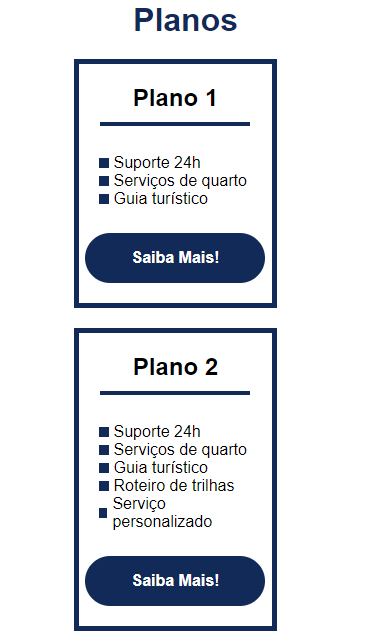 Planos
Plano 1
Suporte 24h
Serviços de quarto
Guia turístico
Saiba Mais!
Plano 2
Suporte 24h
Serviços de quarto
Guia turístico
Roteiro de trilhas
Serviço
personalizado
Saiba Mais!